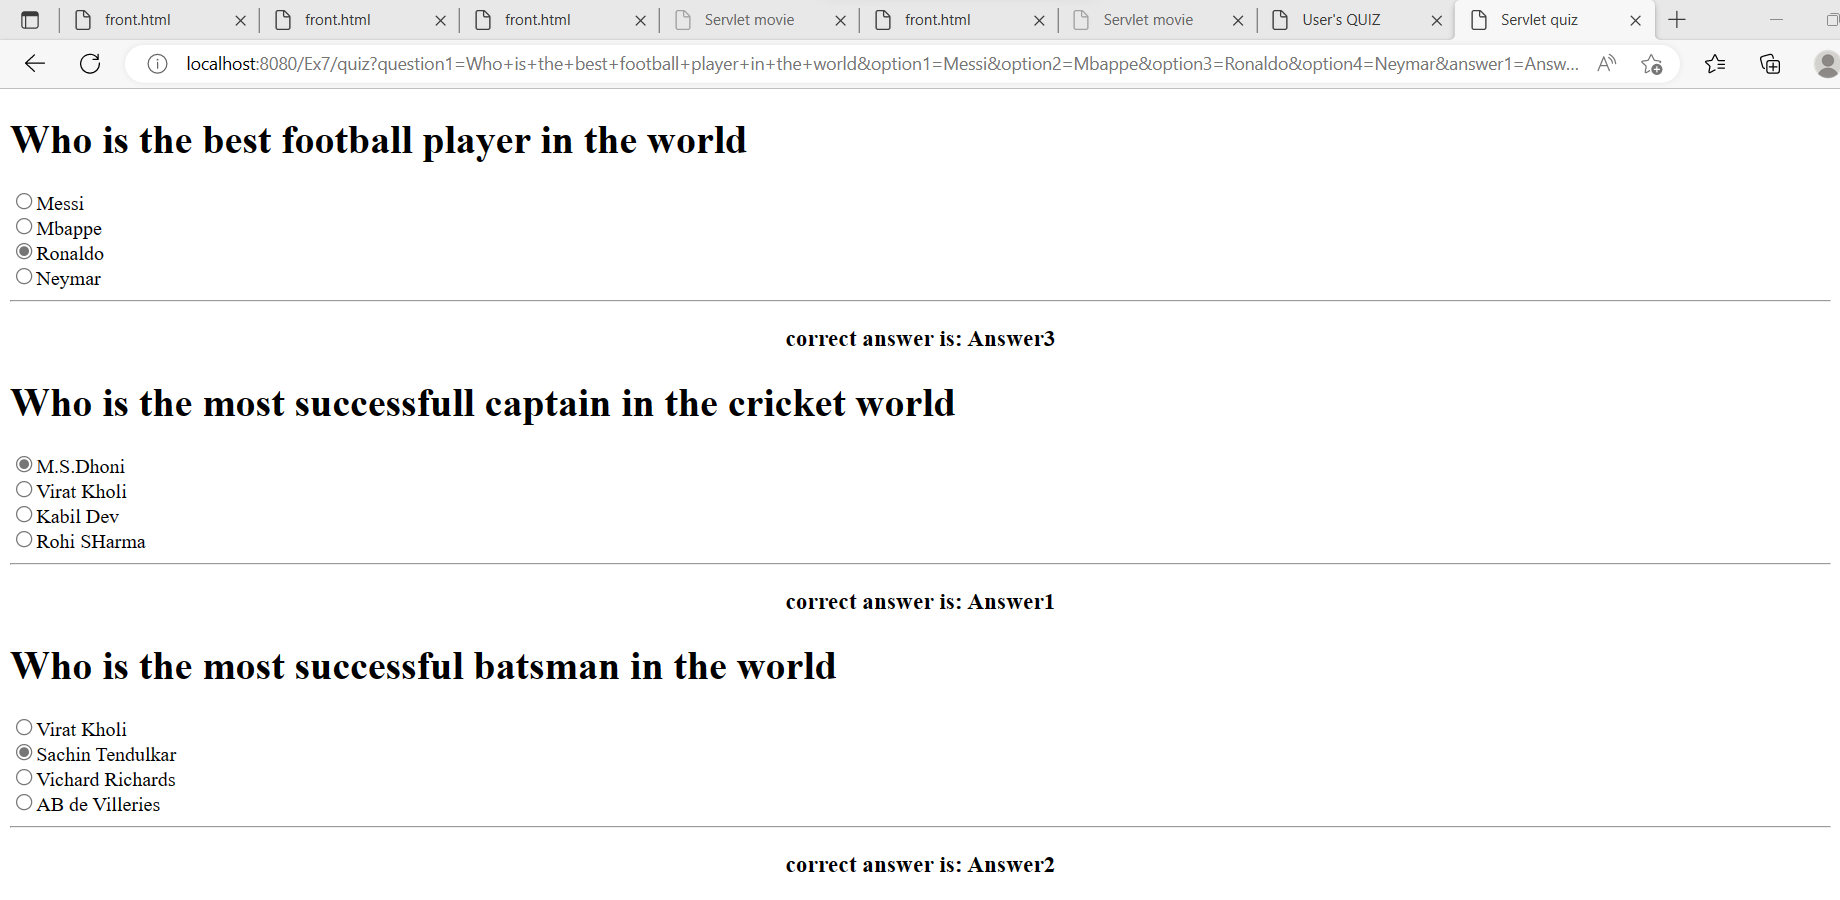 front.html front.html front.html Servlet movie front.html Servlet movie User's QUIZ Servlet quiz
localhost:8080/Ex7/quiz?question1=Who+is+the+best+football+player+in+the+world&option1=Messi&option2=Mbappe&option3=Ronaldo&option4=Neymar&answer1=Answ...
Who is the best football player in the world
Messi
Mbappe
Ronaldo
Neymar
correct answer is: Answer3
Who is the most successfull captain in the cricket world
M.S.Dhoni
Virat Kholi
Kabil Dev
Rohi SHarma
correct answer is: Answer1
Who is the most successful batsman in the world
Virat Kholi
Sachin Tendulkar
Vichard Richards
AB de Villeries
correct answer is: Answer2